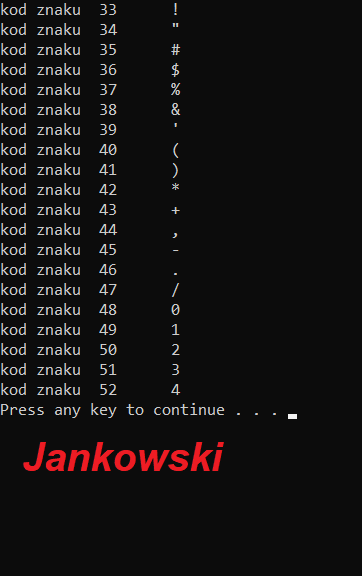 kod znaku  33      !
kod znaku  34      "
kod znaku  35      #
kod znaku  36      $
kod znaku  37      %
kod znaku  38      &
kod znaku  39      '
kod znaku  40      (
kod znaku  41      )
kod znaku  42      *
kod znaku  43      +
kod znaku  44      ,
kod znaku  45      -
kod znaku  46      .
kod znaku  47      /
kod znaku  48      0
kod znaku  49      1
kod znaku  50      2
kod znaku  51      3
kod znaku  52      4
Press any key to continue . . .
Jankowski